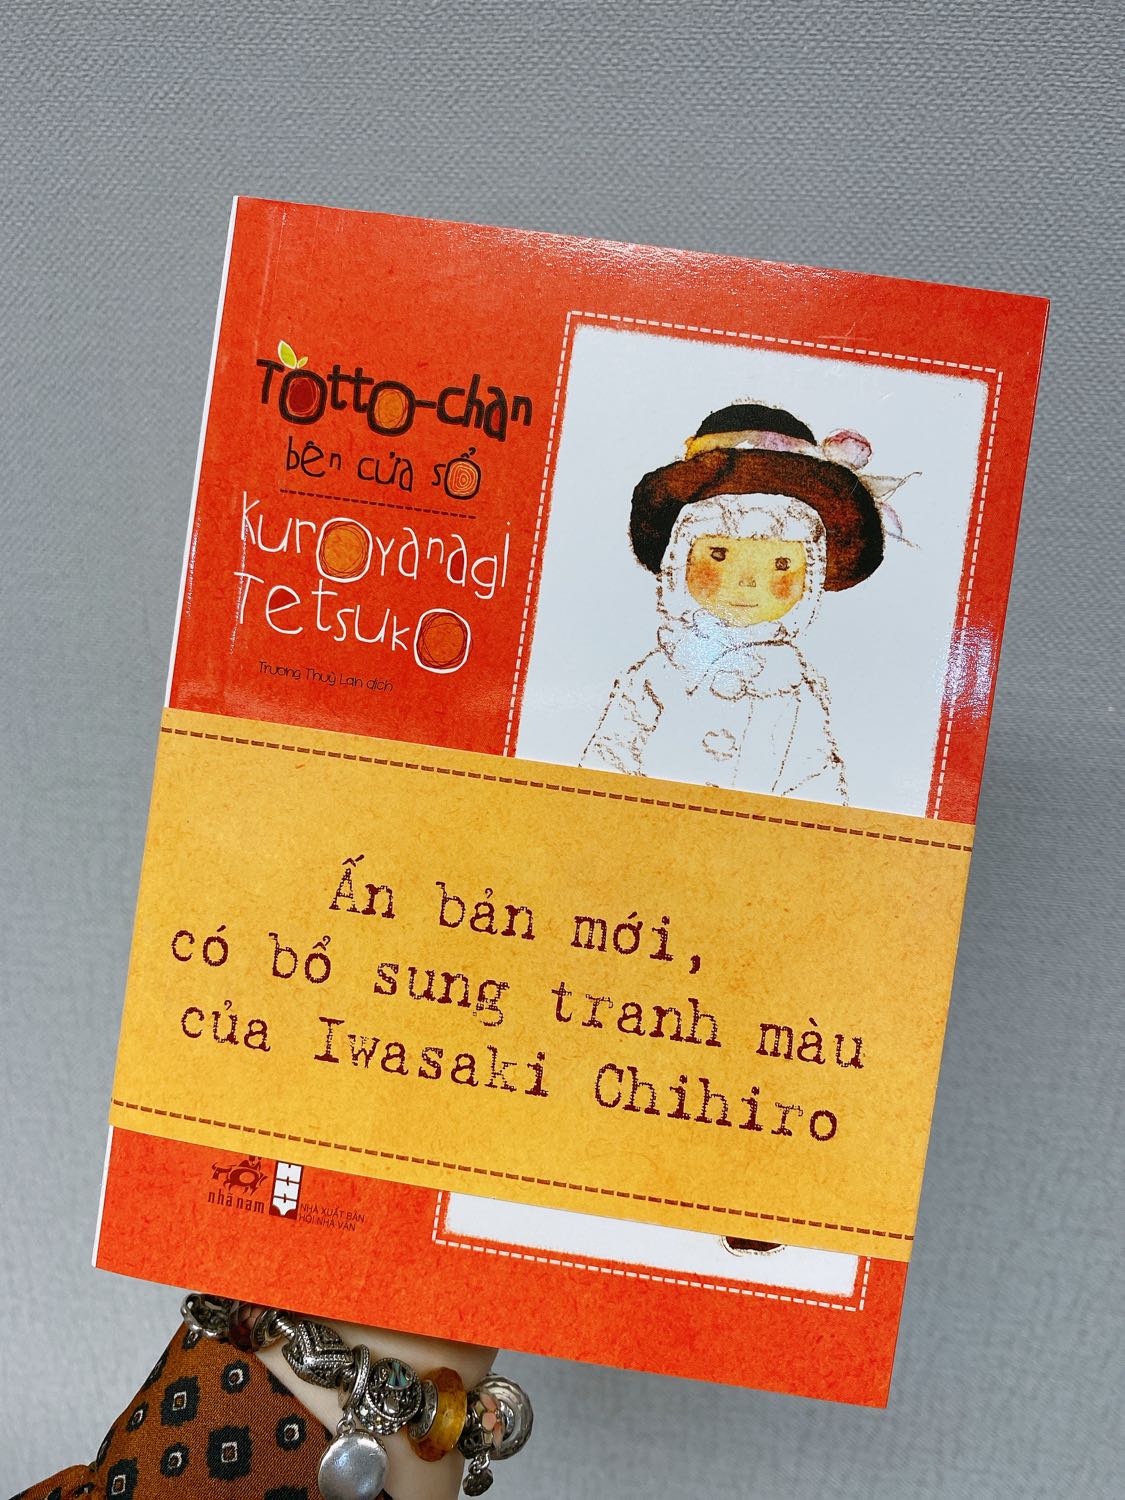 Totto-chan
bên cửa sổ
Kuroyanagi
Tetsuko
Trương Thuỳ Lan dịch
Ấn bản mới,
có bổ sung tranh màu
của Iwasaki Chihiro
nhã nam
NHÀ XUẤT BẢN
HỘI NHÀ VĂN